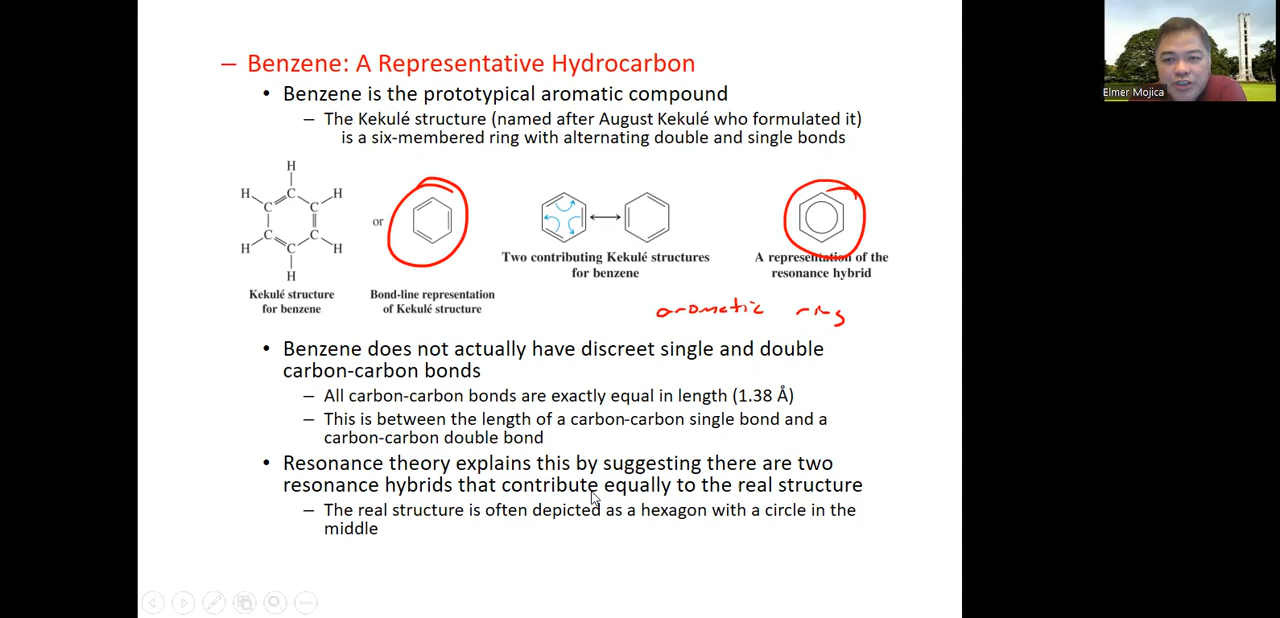 – Benzene: A Representative Hydrocarbon
Elmer Mojica
• Benzene is the prototypical aromatic compound
– The Kekulé structure (named after August Kekulé who formulated it)
is a six-membered ring with alternating double and single bonds
H
H H
C
C C
or
C C
C
H H
H
Two contributing Kekulé structures
for benzene
A representation of the
resonance hybrid
Kekulé structure
for benzene
Bond-line representation
of Kekulé structure
aromatic ring
• Benzene does not actually have discreet single and double
carbon-carbon bonds
– All carbon-carbon bonds are exactly equal in length (1.38 Å)
– This is between the length of a carbon-carbon single bond and a
carbon-carbon double bond
• Resonance theory explains this by suggesting there are two
resonance hybrids that contribute equally to the real structure
– The real structure is often depicted as a hexagon with a circle in the
middle